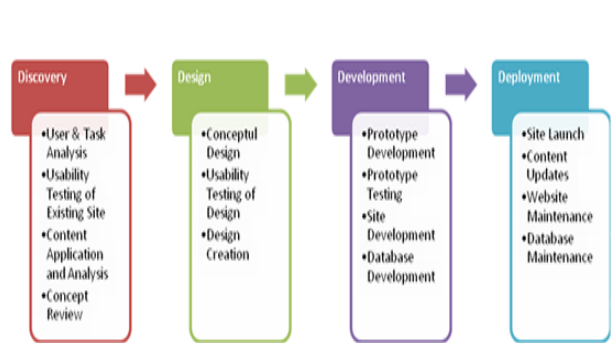 Discovery
•User & Task
Analysis
•Usability
Testing of
Existing Site
•Content
Application
and Analysis
•Concept
Review
Design
•Conceptul
Design
•Usability
Testing of
Design
•Design
Creation
Development
•Prototype
Development
•Prototype
Testing
•Site
Development
•Database
Development
Deployment
•Site Launch
•Content
Updates
•Website
Maintenance
•Database
Maintenance